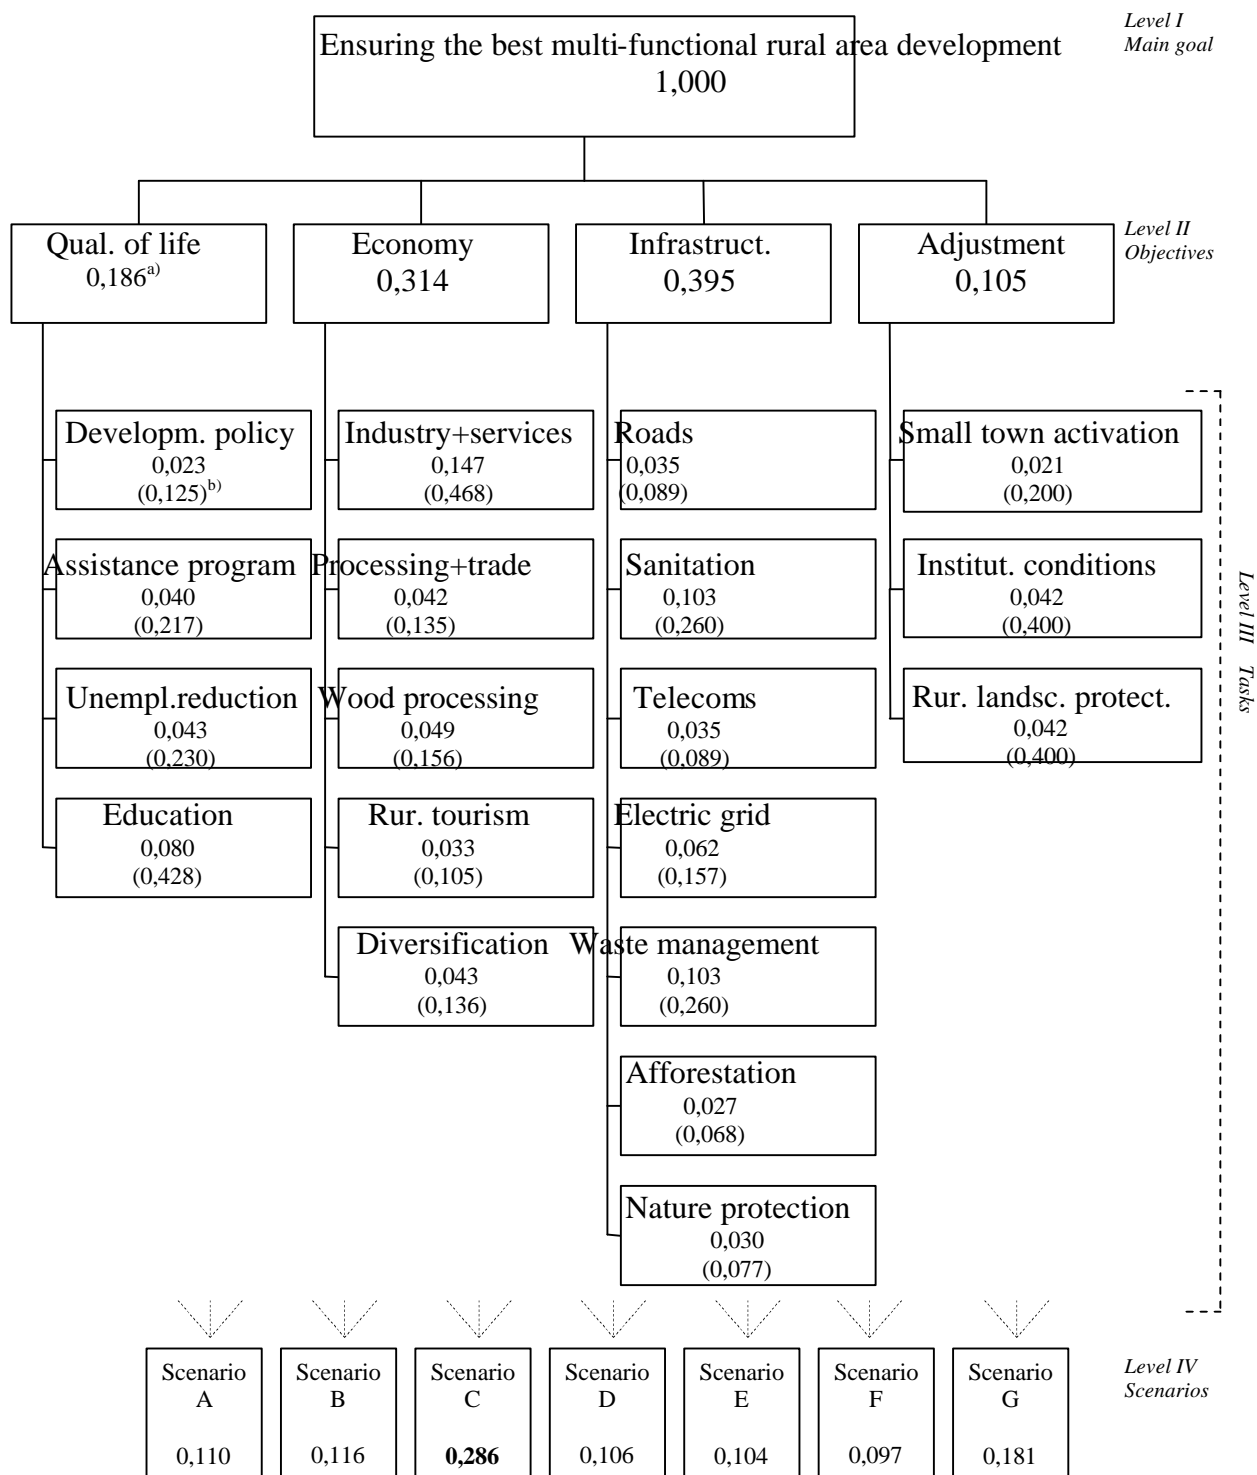 Level I
Main goal
Ensuring the best multi-functional rural area development
1,000
Level II
Objectives
Qual. of life
0,186a)
Economy
0,314
Infrastruct.
0,395
Adjustment
0,105
Level III Tasks
Developm. policy
0,023
(0,125)b)
Assistance program
0,040
(0,217)
Unempl.reduction
0,043
(0,230)
Education
0,080
(0,428)
Industry+services
0,147
(0,468)
Processing+trade
0,042
(0,135)
Wood processing
0,049
(0,156)
Rur. tourism
0,033
(0,105)
Diversification
0,043
(0,136)
Roads
0,035
(0,089)
Sanitation
0,103
(0,260)
Telecoms
0,035
(0,089)
Electric grid
0,062
(0,157)
Waste management
0,103
(0,260)
Afforestation
0,027
(0,068)
Nature protection
0,030
(0,077)
Small town activation
0,021
(0,200)
Institut. conditions
0,042
(0,400)
Rur. landsc. protect.
0,042
(0,400)
Level IV
Scenarios
Scenario
A
0,110
Scenario
B
0,116
Scenario
C
0,286
Scenario
D
0,106
Scenario
E
0,104
Scenario
F
0,097
Scenario
G
0,181